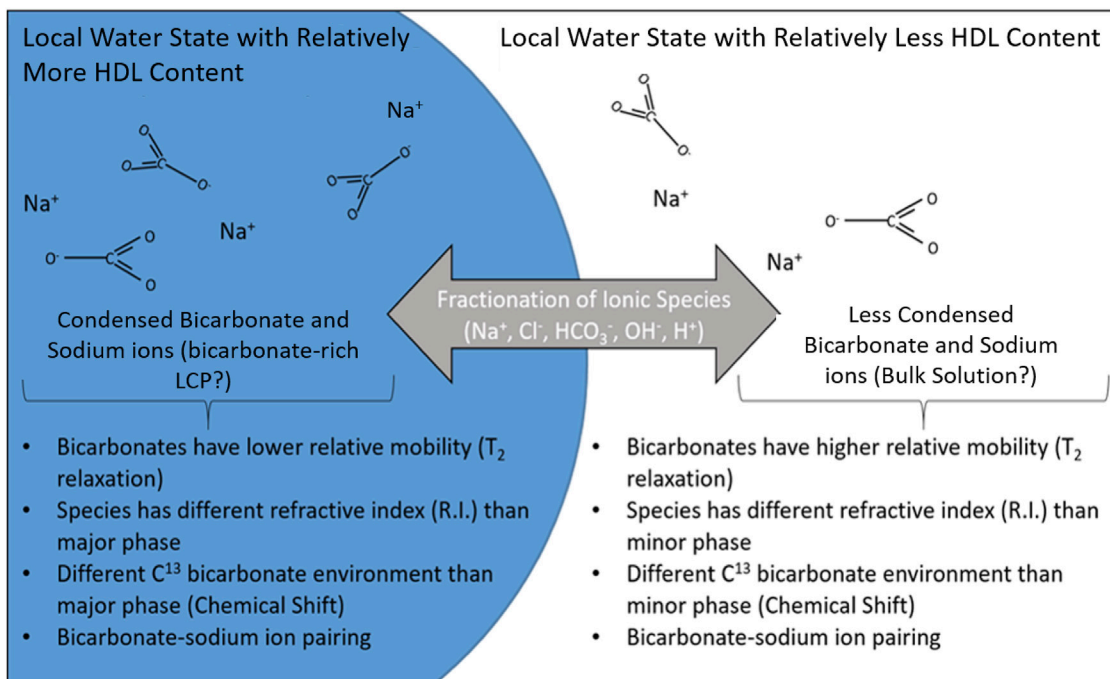 Local Water State with Relatively
More HDL Content
Local Water State with Relatively Less HDL Content
O
O
C
O-
Na⁺
O
O
C
O-
Na⁺
Na⁺
O-
C
O
O
O
O
C
O-
Na⁺
O-
C
O
O
Na⁺
Fractionation of Ionic Species
(Na⁺, Cl⁻, HCO₃⁻, OH⁻, H⁺)
Condensed Bicarbonate and
Sodium ions (bicarbonate-rich
LCP?)
Less Condensed
Bicarbonate and Sodium
ions (Bulk Solution?)
• Bicarbonates have lower relative mobility (T₂
relaxation)
• Species has different refractive index (R.I.) than
major phase
• Different C¹³ bicarbonate environment than
major phase (Chemical Shift)
• Bicarbonate-sodium ion pairing
• Bicarbonates have higher relative mobility (T₂
relaxation)
• Species has different refractive index (R.I.) than
minor phase
• Different C¹³ bicarbonate environment than
minor phase (Chemical Shift)
• Bicarbonate-sodium ion pairing